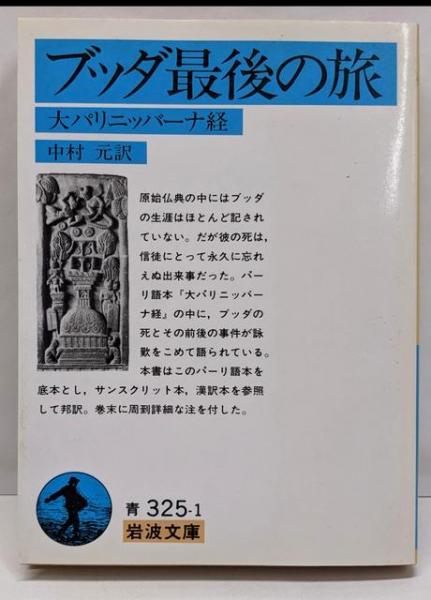 ブッダ最後の旅
大パリニッバーナ経
中村 元訳
原始仏典の中にはブッダ
の生涯はほとんど記され
ていない。だが彼の死は,
信徒にとって永久に忘れ
えぬ出来事だった。パー
リ語本『大パリニッバー
ナ経』の中に,ブッダの
死とその前後の事件が詠
歎をこめて語られている。
本書はこのパーリ語本を
底本とし,サンスクリット本,漢訳本を参照
して邦訳。巻末に周到詳細な注を付した。
青 325-1
岩波文庫